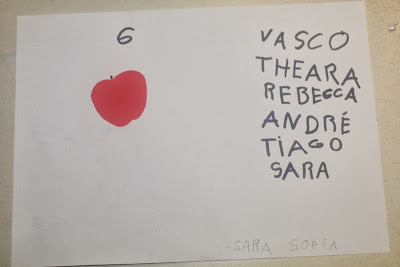 6
VASCO
THEARA
REBECCA
ANDRÉ
TIAGO
SARA
SARA SOFIA